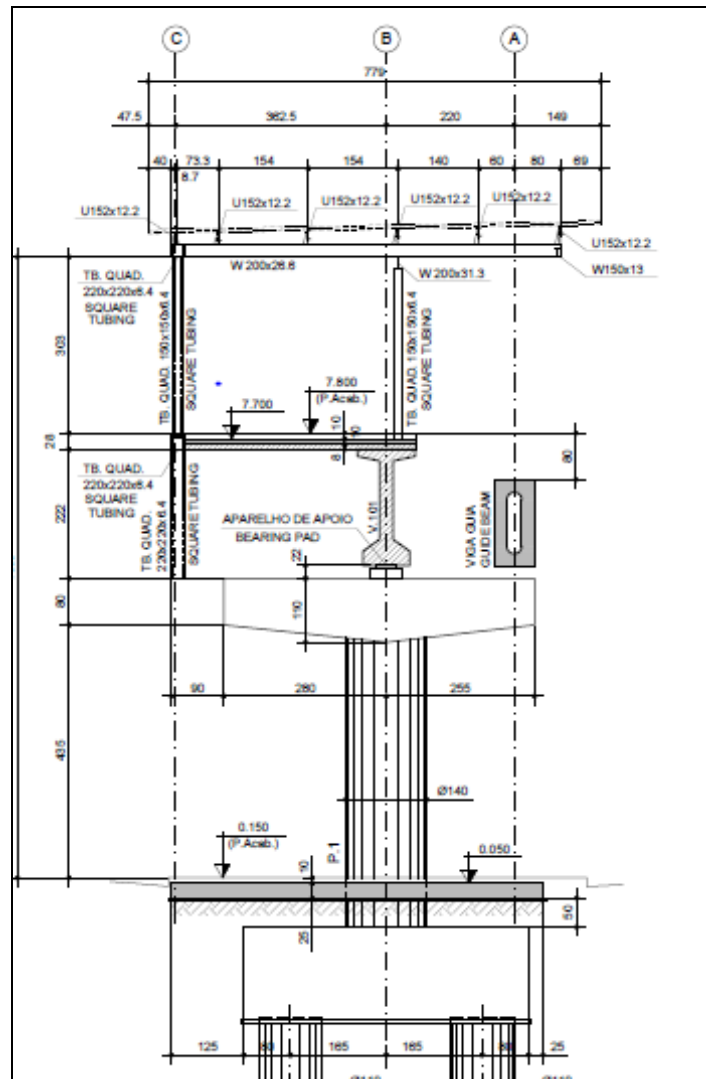 C B A
779
47.5 362.5 220 149
40 73.3 154 154 140 60 80 69
8.7
U152x12.2 U152x12.2 U152x12.2 U152x12.2
U152x12.2
U152x12.2
TB. QUAD.
220x220x6.4
SQUARE
TUBING
W 200x26.6
W 200x31.3
W150x13
TB. QUAD. 150x150x6.4
SQUARE TUBING
TB. QUAD. 150x150x6.4
SQUARE TUBING
303
7.800
(P.Acab.)
7.700
10
10
8
28
80
TB. QUAD.
220x220x6.4
SQUARE
TUBING
TB. QUAD.
220x220x6.4
SQUARE TUBING
222
APARELHO DE APOIO
BEARING PAD
V.101
VIGA GUIA
GUIDE BEAM
22
80
110
90 280 255
435
Ø140
0.150
(P.Acab.)
P.1
0.050
10
25
50
125 80 165 165 80 25